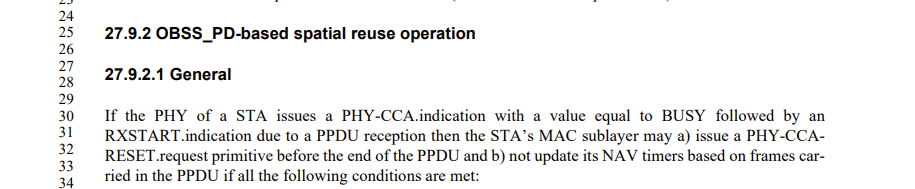 24
25 27.9.2 OBSS_PD-based spatial reuse operation
26
27 27.9.2.1 General
28
29
30 If the PHY of a STA issues a PHY-CCA.indication with a value equal to BUSY followed by an
31 RXSTART.indication due to a PPDU reception then the STA's MAC sublayer may a) issue a PHY-CCA-
32 RESET.request primitive before the end of the PPDU and b) not update its NAV timers based on frames car-
33 ried in the PPDU if all the following conditions are met:
34